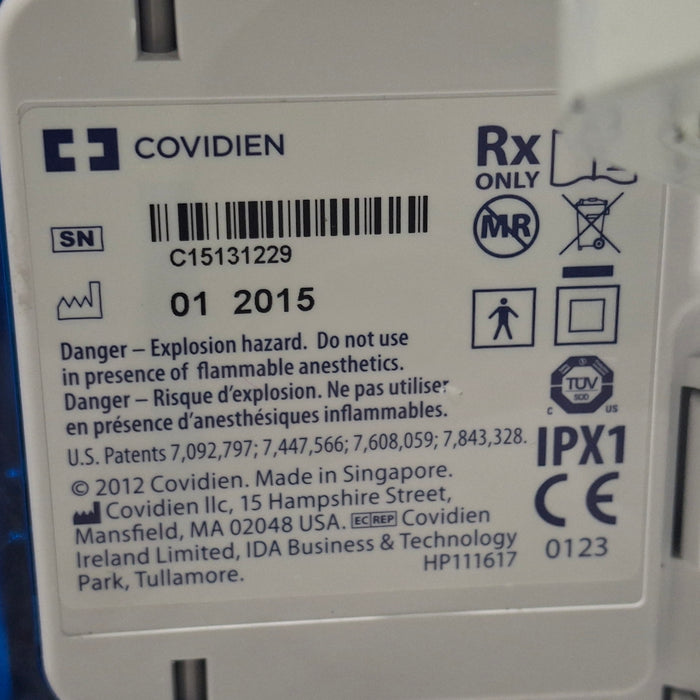 COVIDIEN
Rx
ONLY
SN
C15131229
MR
01 2015
Danger – Explosion hazard. Do not use
in presence of flammable anesthetics.
Danger – Risque d'explosion. Ne pas utiliser
en présence d'anesthésiques inflammables.
U.S. Patents 7,092,797; 7,447,566; 7,608,059; 7,843,328.
© 2012 Covidien. Made in Singapore.
Covidien llc, 15 Hampshire Street,
Mansfield, MA 02048 USA. EC REP Covidien
Ireland Limited, IDA Business & Technology
Park, Tullamore.
HP111617
TÜV
SÜD
C US
IPX1
CE
0123